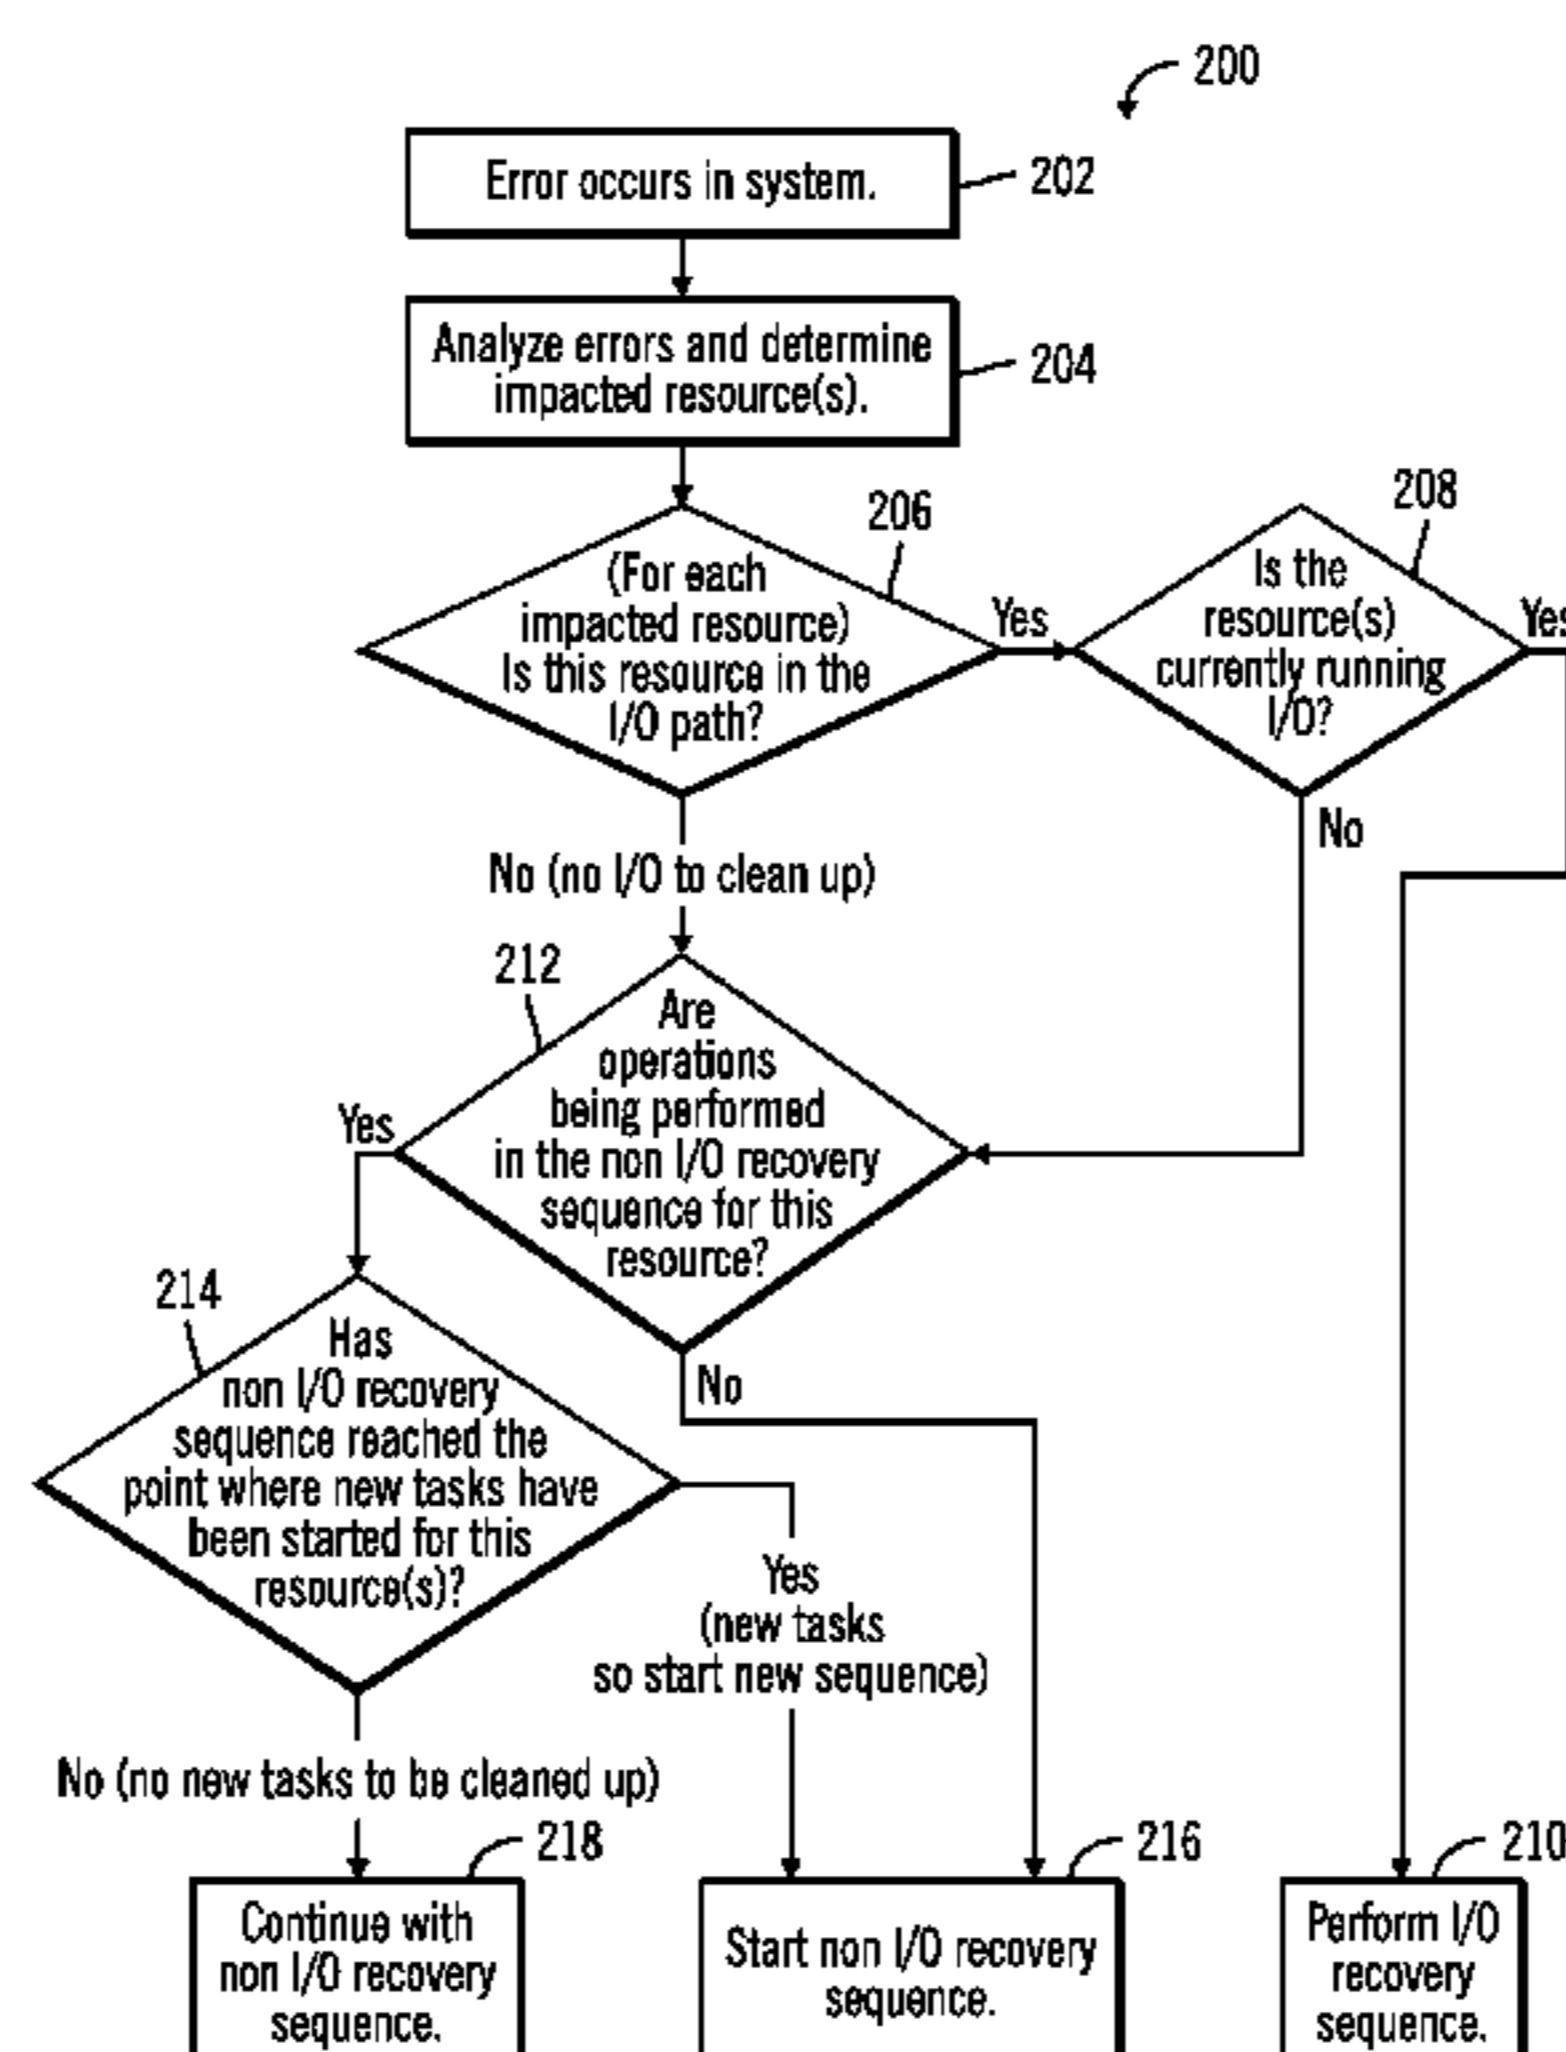 200
Error occurs in system.
202
Analyze errors and determine
impacted resource(s).
204
206
(For each
impacted resource)
Is this resource in the
I/O path?
Yes
208
Is the
resource(s)
currently running
I/O?
Yes
No
No (no I/O to clean up)
212
Are
operations
being performed
in the non I/O recovery
sequence for this
resource?
Yes
No
214
Has
non I/O recovery
sequence reached the
point where new tasks have
been started for this
resource(s)?
Yes
(new tasks
so start new sequence)
No (no new tasks to be cleaned up)
218
Continue with
non I/O recovery
sequence.
216
Start non I/O recovery
sequence.
210
Perform I/O
recovery
sequence.